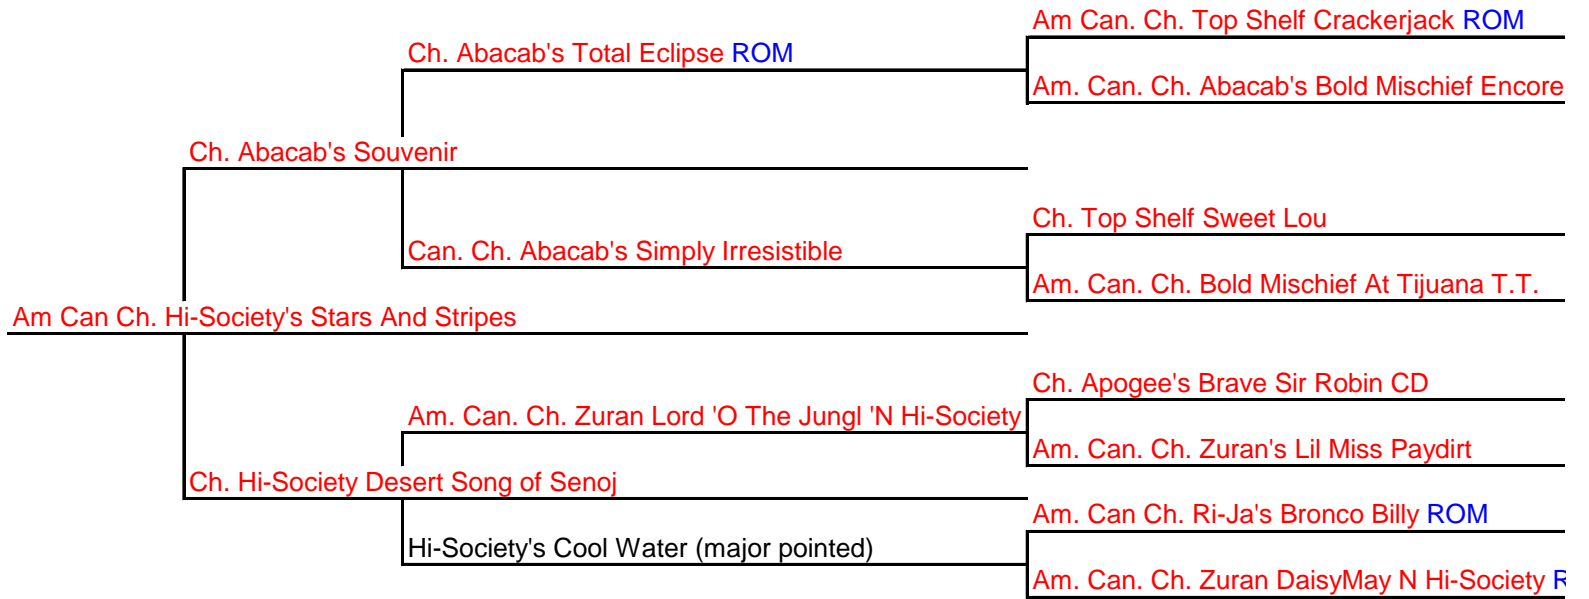 Am Can. Ch. Top Shelf Crackerjack ROM
Ch. Abacab's Total Eclipse ROM
Am. Can. Ch. Abacab's Bold Mischief Encore
Ch. Abacab's Souvenir
Ch. Top Shelf Sweet Lou
Can. Ch. Abacab's Simply Irresistible
Am. Can. Ch. Bold Mischief At Tijuana T.T.
Am Can Ch. Hi-Society's Stars And Stripes
Ch. Apogee's Brave Sir Robin CD
Am. Can. Ch. Zuran Lord 'O The Jungl 'N Hi-Society
Am. Can. Ch. Zuran's Lil Miss Paydirt
Ch. Hi-Society Desert Song of Senoj
Am. Can Ch. Ri-Ja's Bronco Billy ROM
Hi-Society's Cool Water (major pointed)
Am. Can. Ch. Zuran DaisyMay N Hi-Society